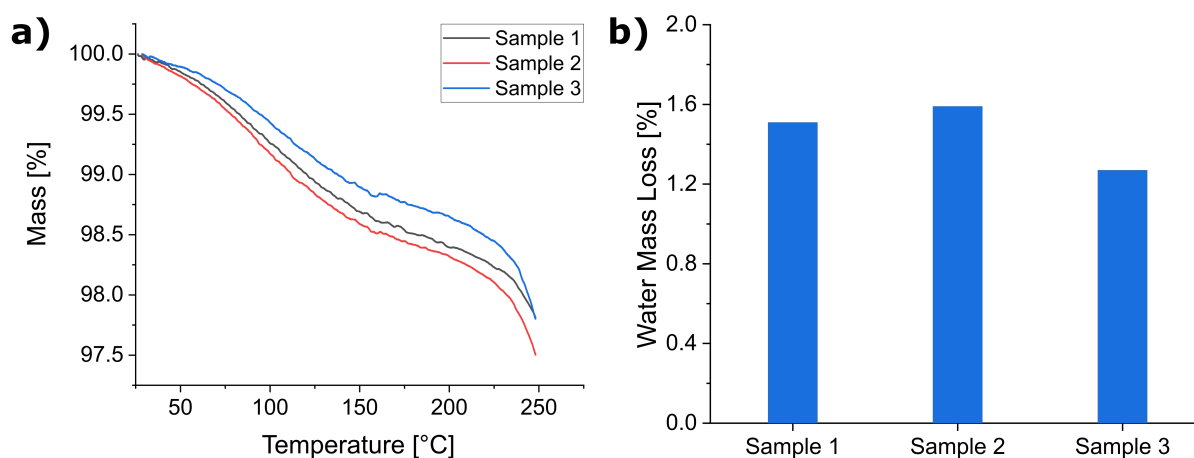 a)
Sample 1
Sample 2
Sample 3
100.0
99.5
99.0
98.5
98.0
97.5
Mass [%]
50
100
150
200
250
Temperature [°C]
b)
2.0
1.6
1.2
0.8
0.4
0.0
Water Mass Loss [%]
Sample 1
Sample 2
Sample 3